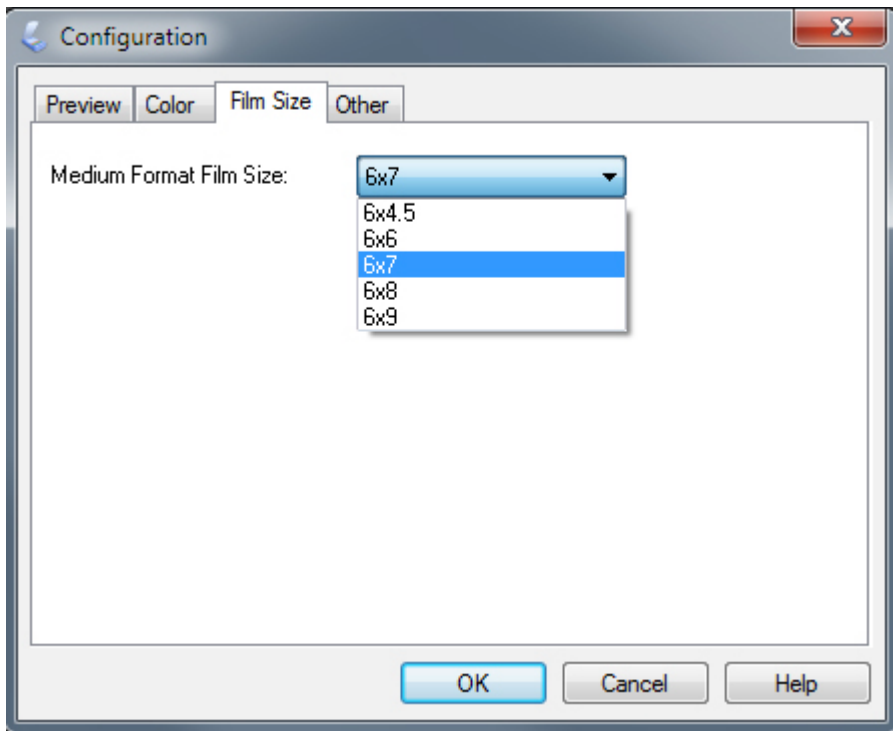 Configuration
Preview Color Film Size Other
Medium Format Film Size: 6x7
6x4.5
6x6
6x7
6x8
6x9
OK Cancel Help